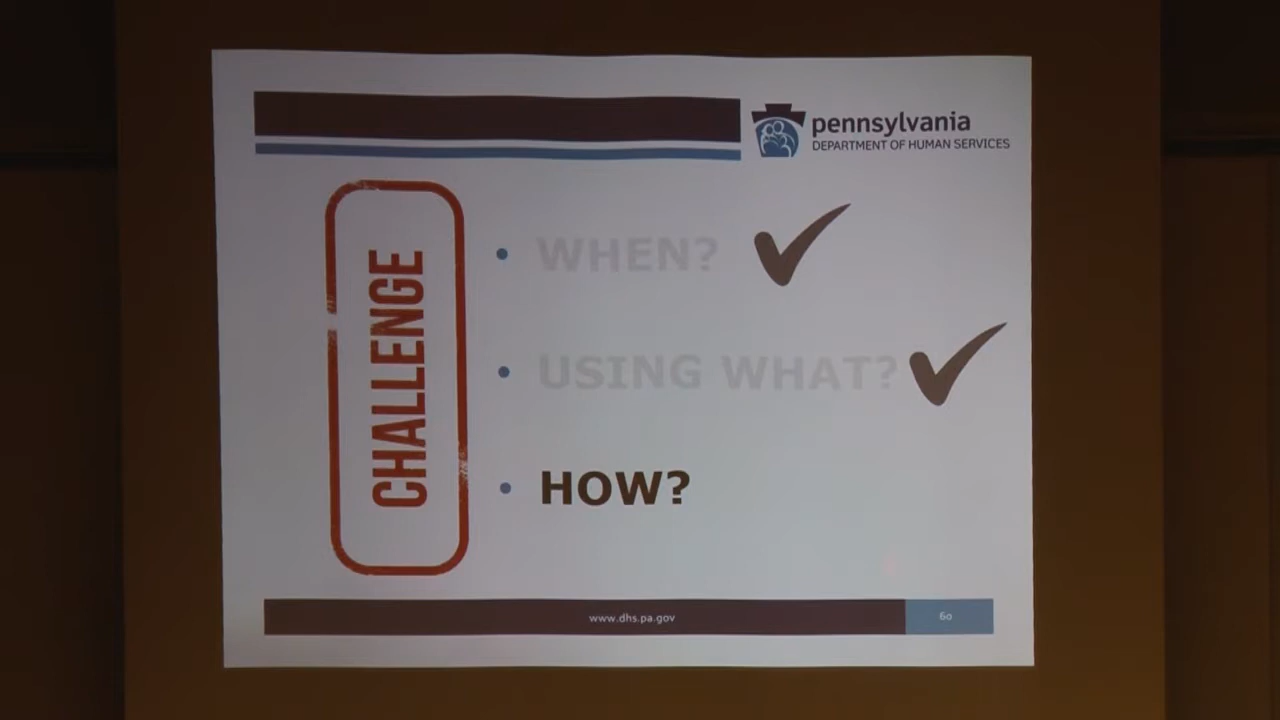 pennsylvania
DEPARTMENT OF HUMAN SERVICES
CHALLENGE
WHEN?
USING WHAT?
HOW?
www.dhs.pa.gov
60